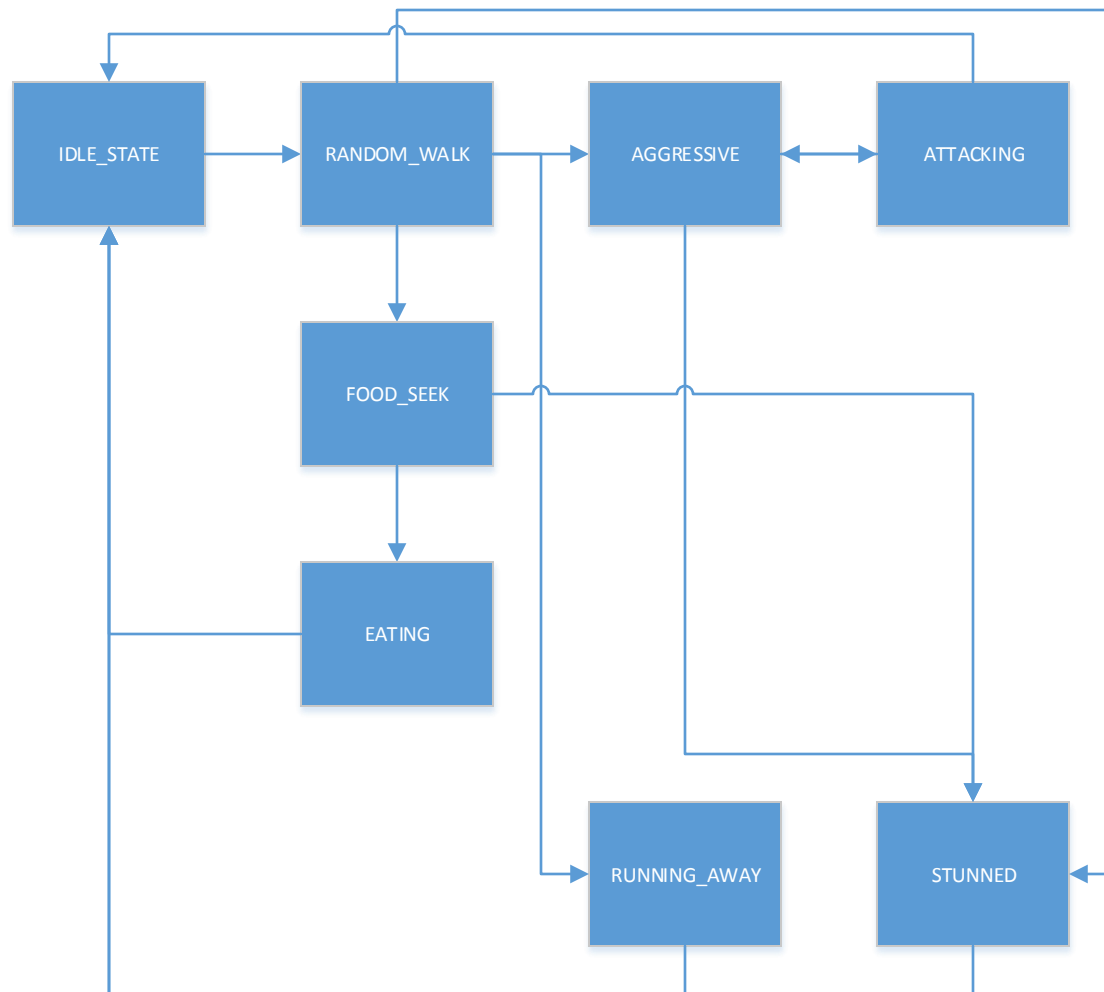 IDLE_STATE
RANDOM_WALK
AGGRESSIVE
ATTACKING
FOOD_SEEK
EATING
RUNNING_AWAY
STUNNED